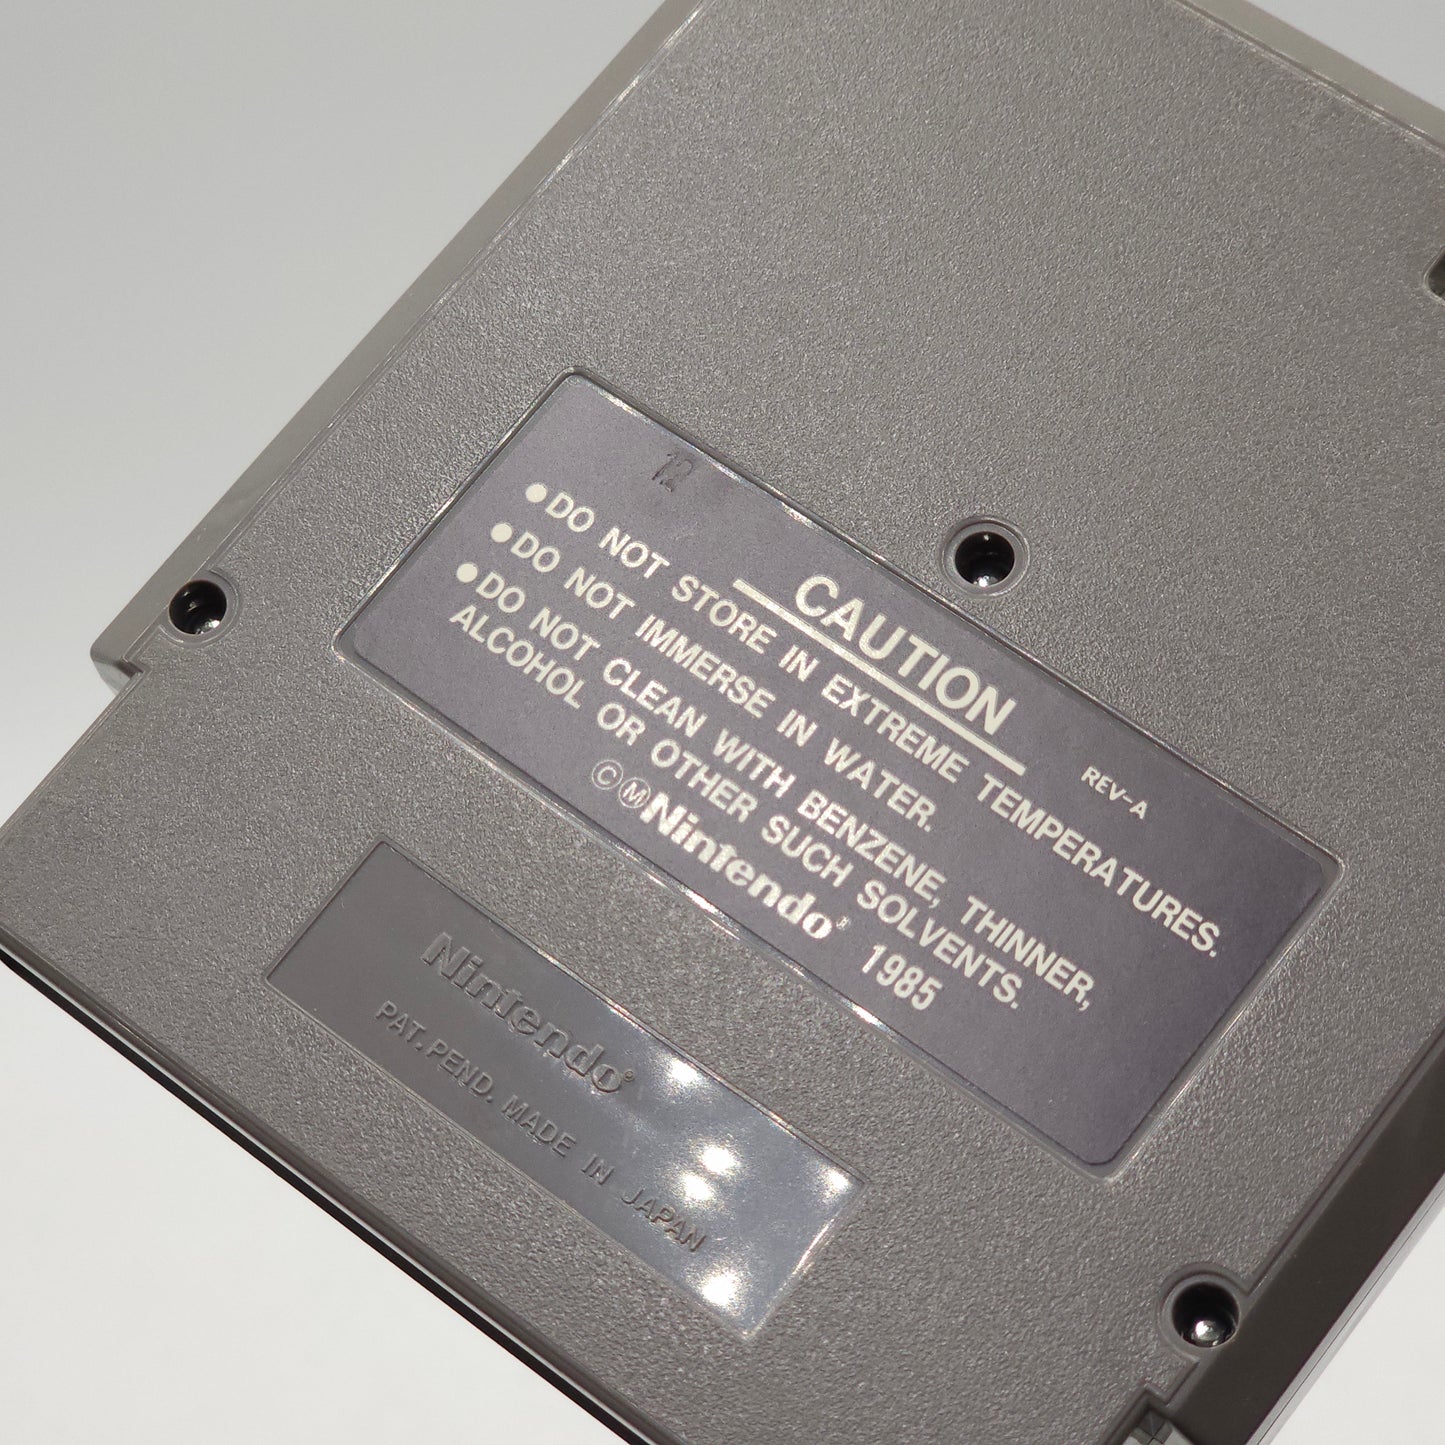 12
CAUTION
REV-A
●DO NOT STORE IN EXTREME TEMPERATURES.
●DO NOT IMMERSE IN WATER.
●DO NOT CLEAN WITH BENZENE, THINNER,
ALCOHOL OR OTHER SUCH SOLVENTS.
ⒸⓂNintendo® 1985
Nintendo®
PAT. PEND. MADE IN JAPAN